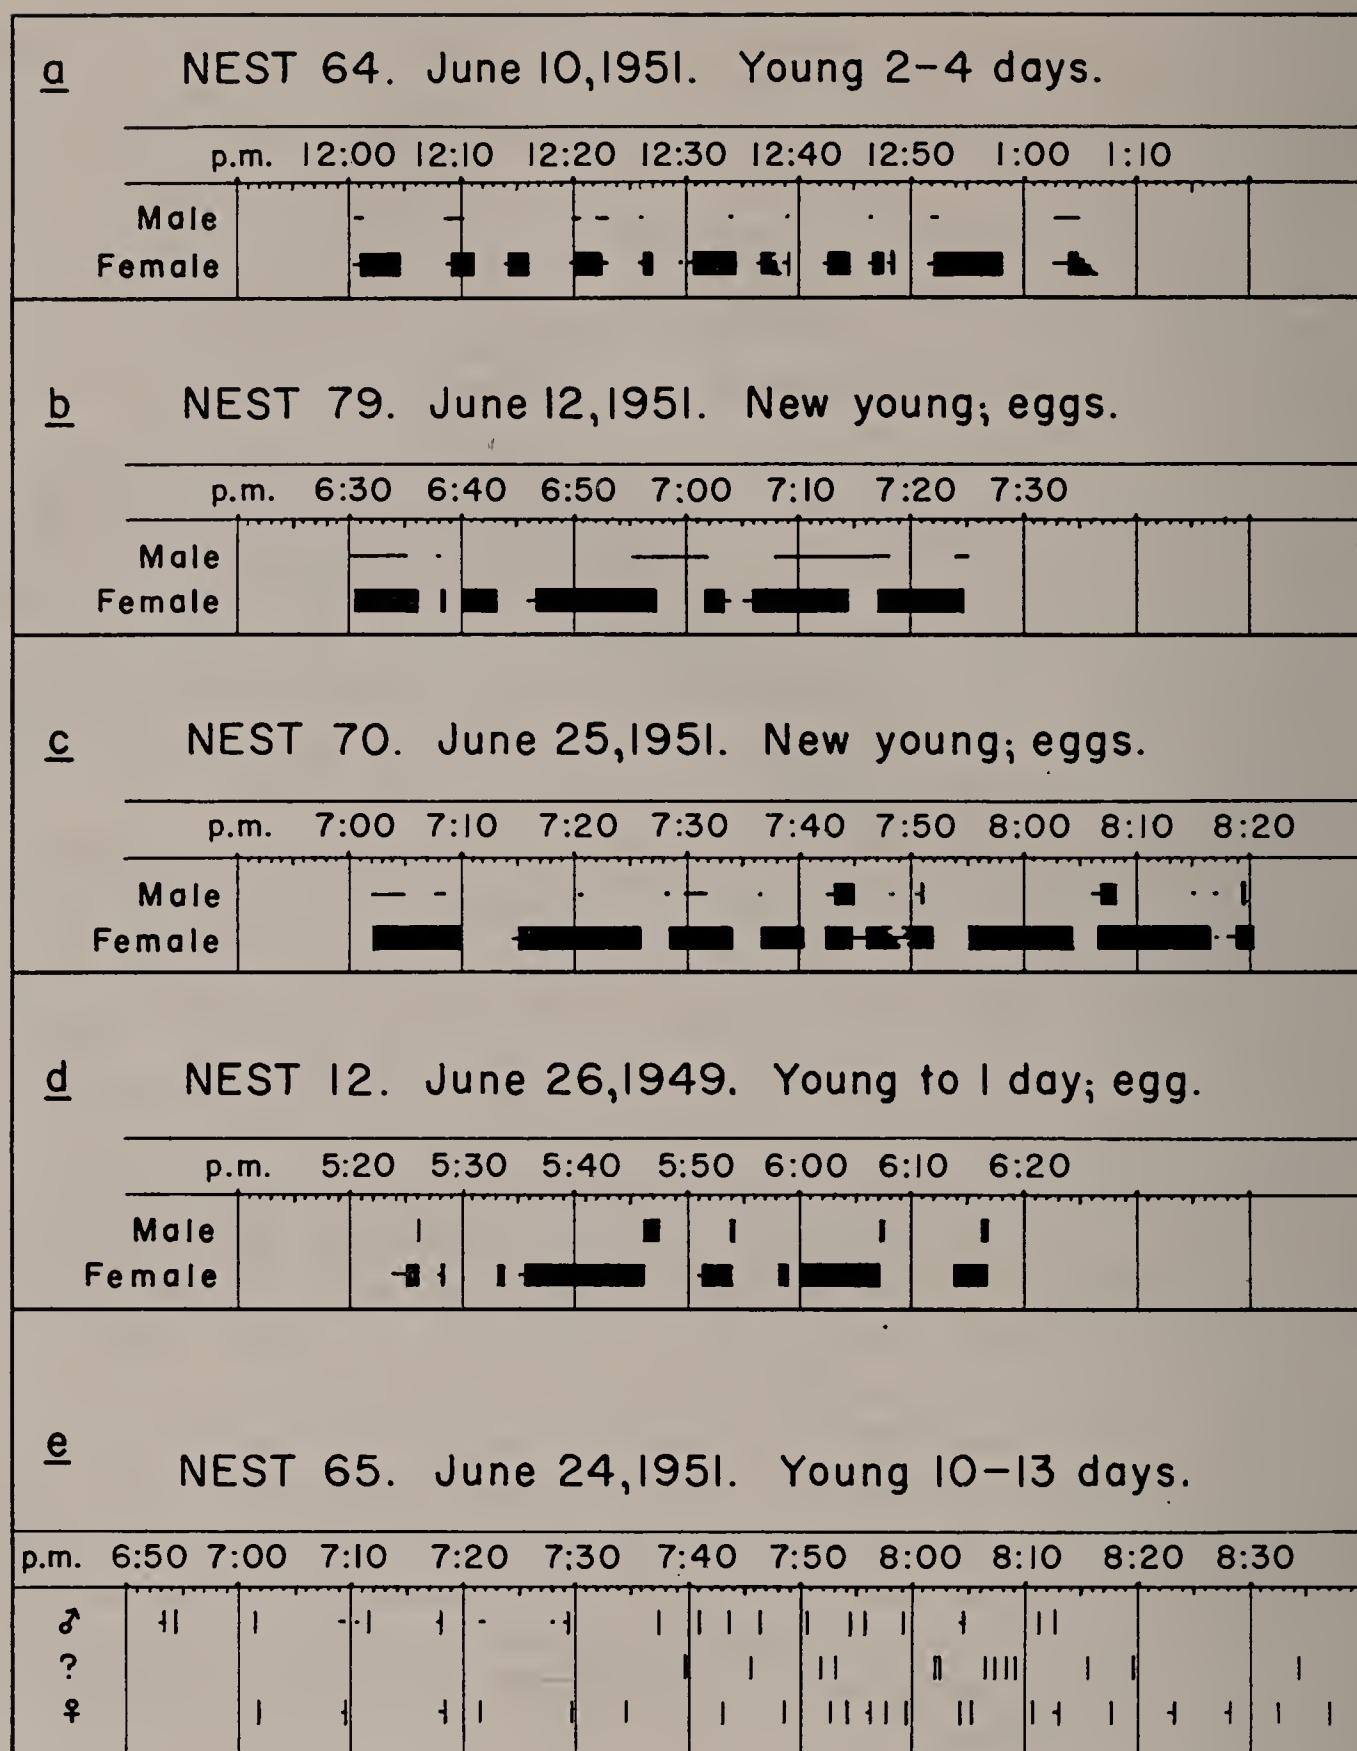 a NEST 64. June 10, 1951. Young 2-4 days.
p.m. 12:00 12:10 12:20 12:30 12:40 12:50 1:00 1:10
Male
Female
b NEST 79. June 12, 1951. New young; eggs.
p.m. 6:30 6:40 6:50 7:00 7:10 7:20 7:30
Male
Female
c NEST 70. June 25, 1951. New young; eggs.
p.m. 7:00 7:10 7:20 7:30 7:40 7:50 8:00 8:10 8:20
Male
Female
d NEST 12. June 26, 1949. Young to 1 day; egg.
p.m. 5:20 5:30 5:40 5:50 6:00 6:10 6:20
Male
Female
e
NEST 65. June 24, 1951. Young 10-13 days.
p.m. 6:50 7:00 7:10 7:20 7:30 7:40 7:50 8:00 8:10 8:20 8:30
♂
?
♀